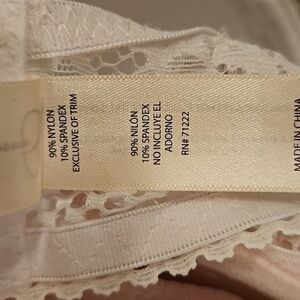 90% NYLON
10% SPANDEX
EXCLUSIVE OF TRIM
90% NILÓN
10% SPANDEX
NO INCLUYE EL
ADORNO
RN# 71222
MADE IN CHINA